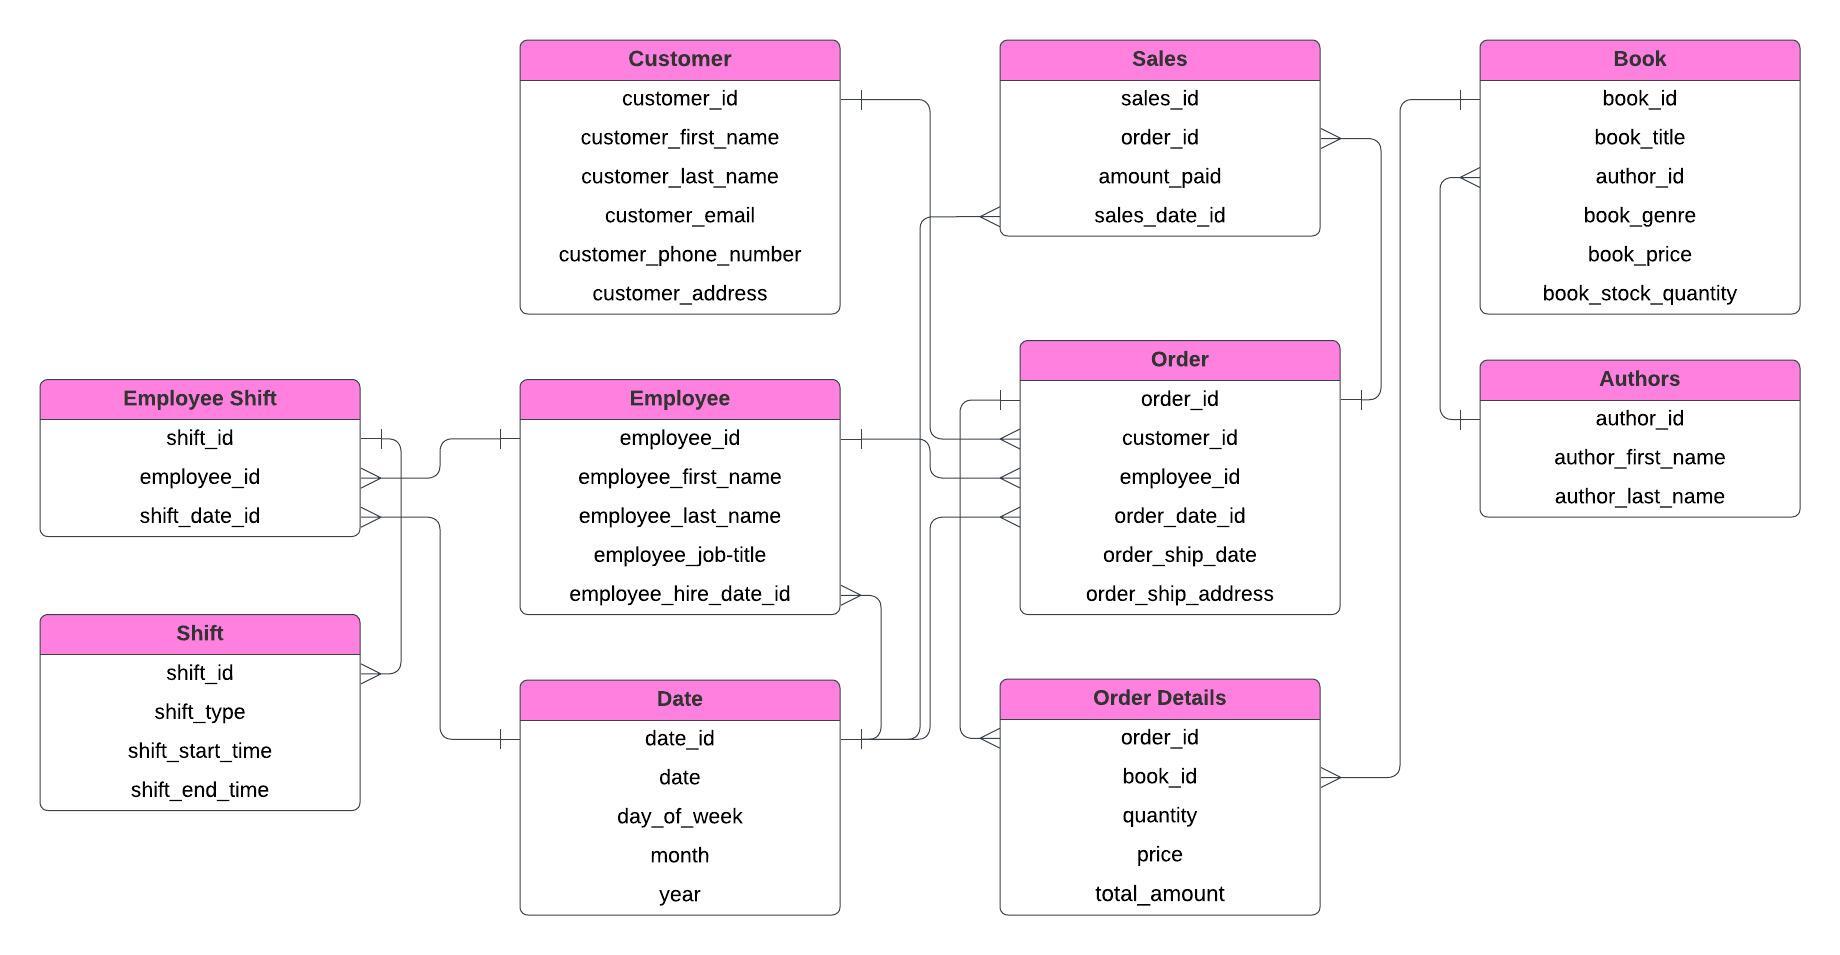 Customer
customer_id
customer_first_name
customer_last_name
customer_email
customer_phone_number
customer_address
Sales
sales_id
order_id
amount_paid
sales_date_id
Book
book_id
book_title
author_id
book_genre
book_price
book_stock_quantity
Employee Shift
shift_id
employee_id
shift_date_id
Employee
employee_id
employee_first_name
employee_last_name
employee_job-title
employee_hire_date_id
Order
order_id
customer_id
employee_id
order_date_id
order_ship_date
order_ship_address
Authors
author_id
author_first_name
author_last_name
Shift
shift_id
shift_type
shift_start_time
shift_end_time
Date
date_id
date
day_of_week
month
year
Order Details
order_id
book_id
quantity
price
total_amount